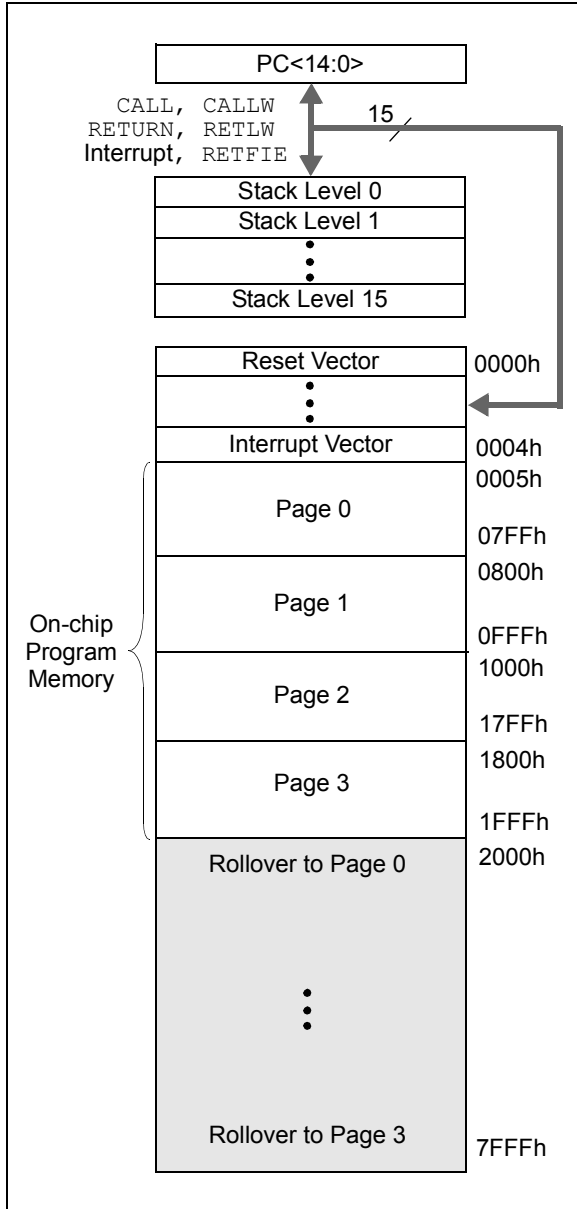 PC<14:0>
CALL, CALLW
RETURN, RETLW
Interrupt, RETFIE
15
Stack Level 0
Stack Level 1
Stack Level 15
Reset Vector
0000h
Interrupt Vector
0004h
0005h
Page 0
07FFh
0800h
Page 1
0FFFh
On-chip
Program
Memory
1000h
Page 2
17FFh
1800h
Page 3
1FFFh
Rollover to Page 0
2000h
Rollover to Page 3
7FFFh